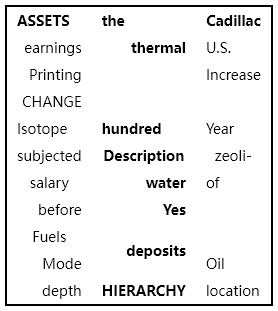 ASSETS the Cadillac
earnings thermal U.S.
Printing Increase
CHANGE
Isotope hundred Year
subjected Description zeoli-
salary water of
before Yes
Fuels
deposits
Mode Oil
depth HIERARCHY location